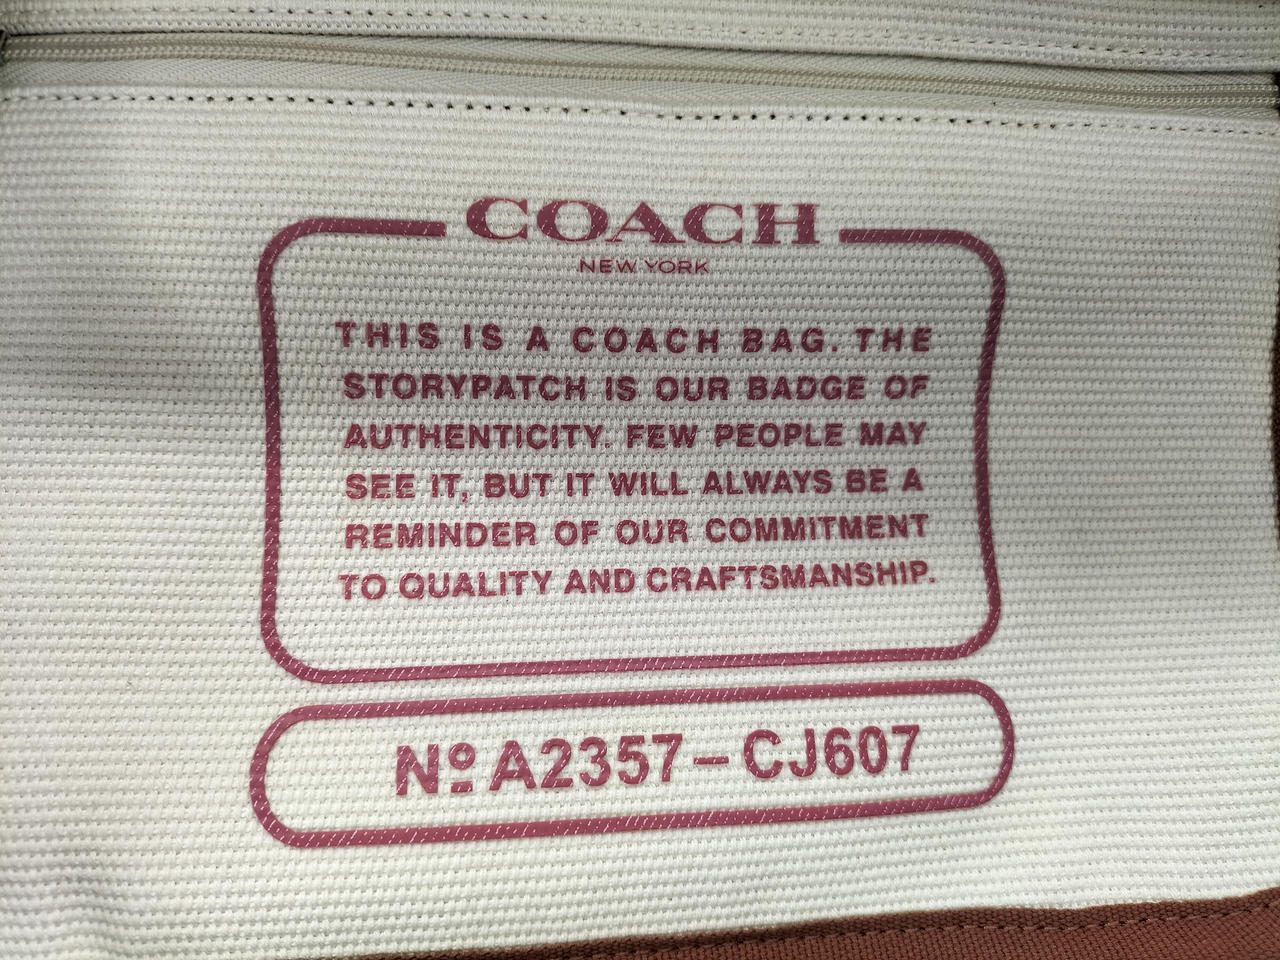 COACH
NEW YORK
THIS IS A COACH BAG. THE
STORYPATCH IS OUR BADGE OF
AUTHENTICITY. FEW PEOPLE MAY
SEE IT, BUT IT WILL ALWAYS BE A
REMINDER OF OUR COMMITMENT
TO QUALITY AND CRAFTSMANSHIP.
Nº A2357-CJ607